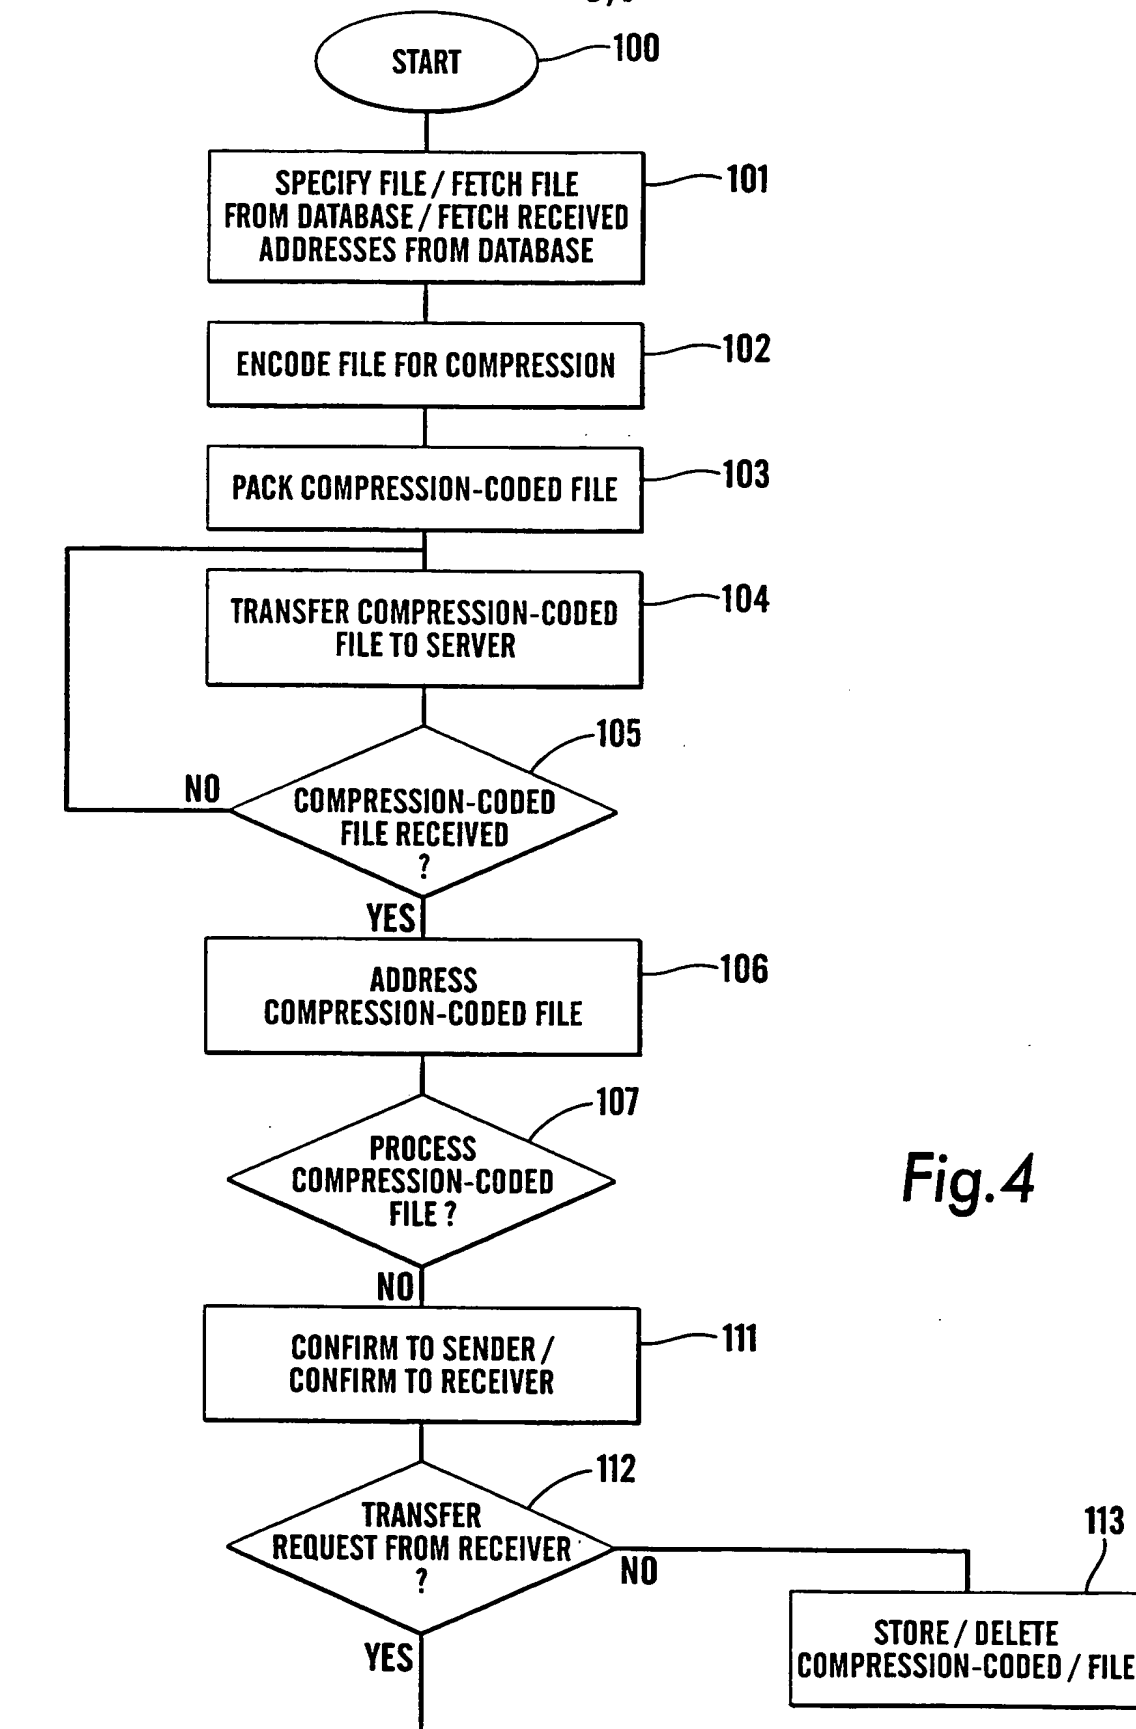 START
100
SPECIFY FILE / FETCH FILE
FROM DATABASE / FETCH RECEIVED
ADDRESSES FROM DATABASE
101
ENCODE FILE FOR COMPRESSION
102
PACK COMPRESSION-CODED FILE
103
TRANSFER COMPRESSION-CODED
FILE TO SERVER
104
105
NO
COMPRESSION-CODED
FILE RECEIVED
?
YES
ADDRESS
COMPRESSION-CODED FILE
106
107
PROCESS
COMPRESSION-CODED
FILE ?
Fig.4
NO
CONFIRM TO SENDER /
CONFIRM TO RECEIVER
111
112
TRANSFER
REQUEST FROM RECEIVER
?
NO
113
STORE / DELETE
COMPRESSION-CODED / FILE
YES